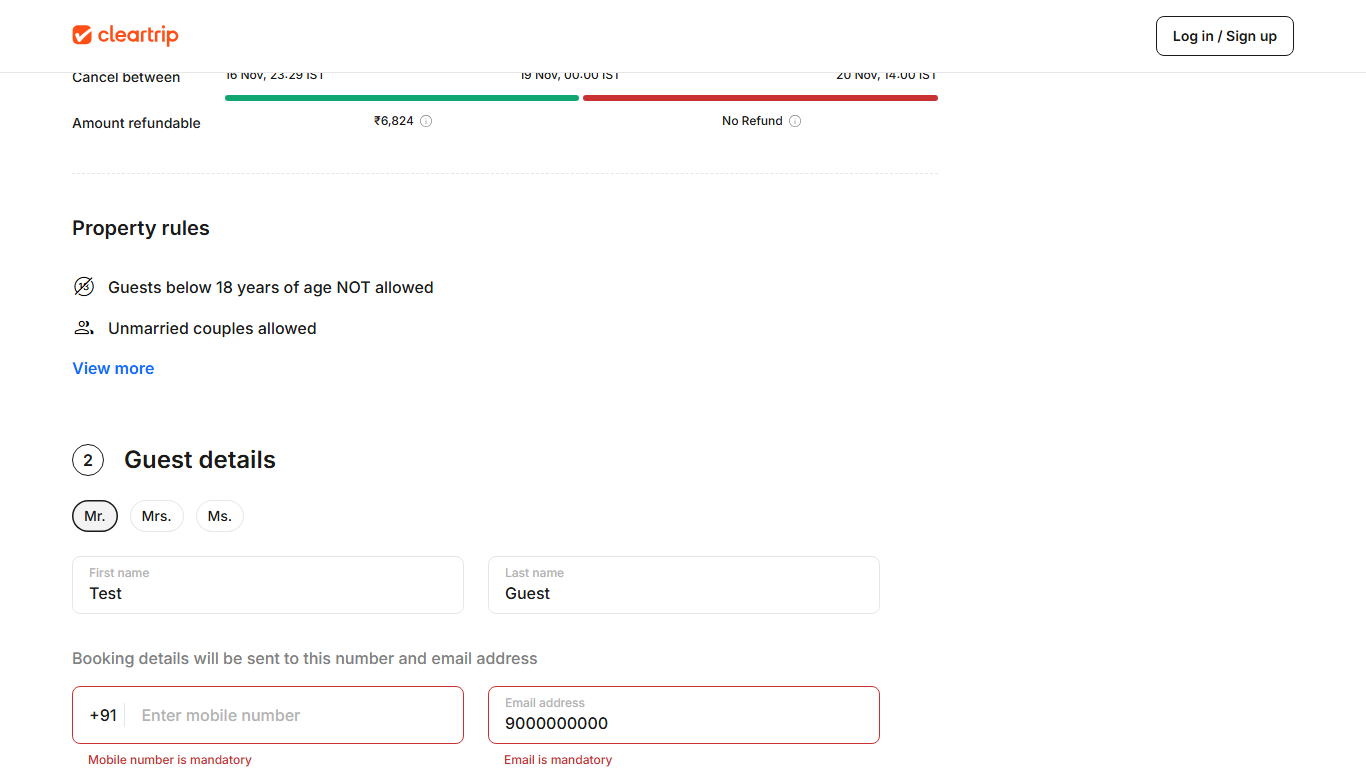 cleartrip
Log in / Sign up
Cancel between
16 Nov, 23:29 IST
19 Nov, 00:00 IST
20 Nov, 14:00 IST
Amount refundable
₹6,824
No Refund
Property rules
Guests below 18 years of age NOT allowed
Unmarried couples allowed
View more
2 Guest details
Mr. Mrs. Ms.
First name
Test
Last name
Guest
Booking details will be sent to this number and email address
+91 Enter mobile number
Mobile number is mandatory
Email address
9000000000
Email is mandatory